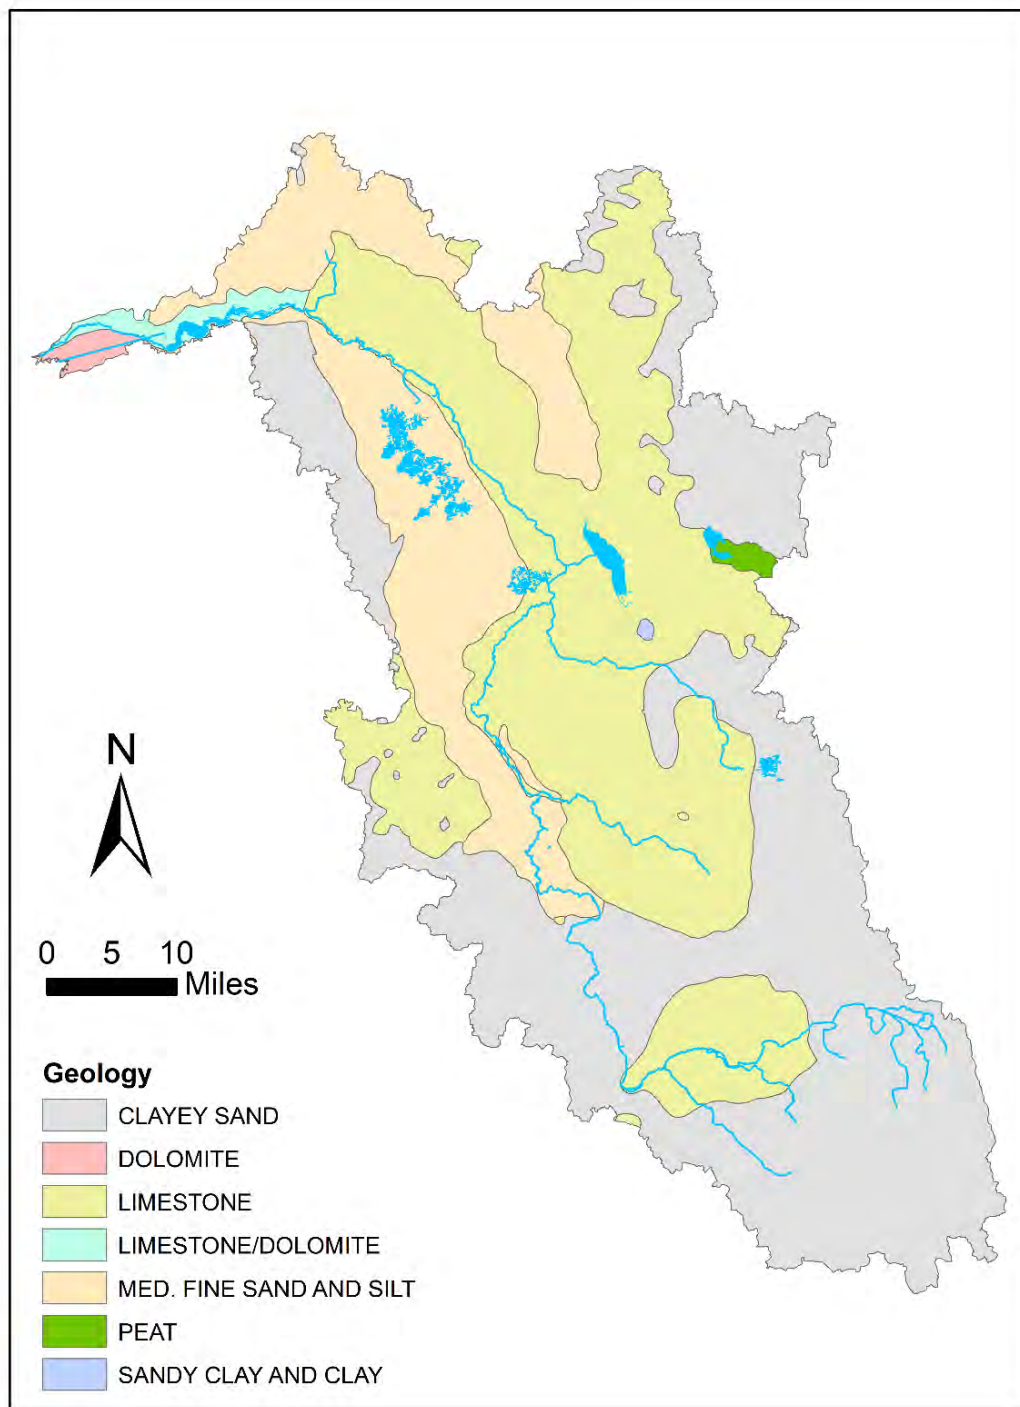 N
0 5 10
Miles
Geology
CLAYEY SAND
DOLOMITE
LIMESTONE
LIMESTONE/DOLOMITE
MED. FINE SAND AND SILT
PEAT
SANDY CLAY AND CLAY